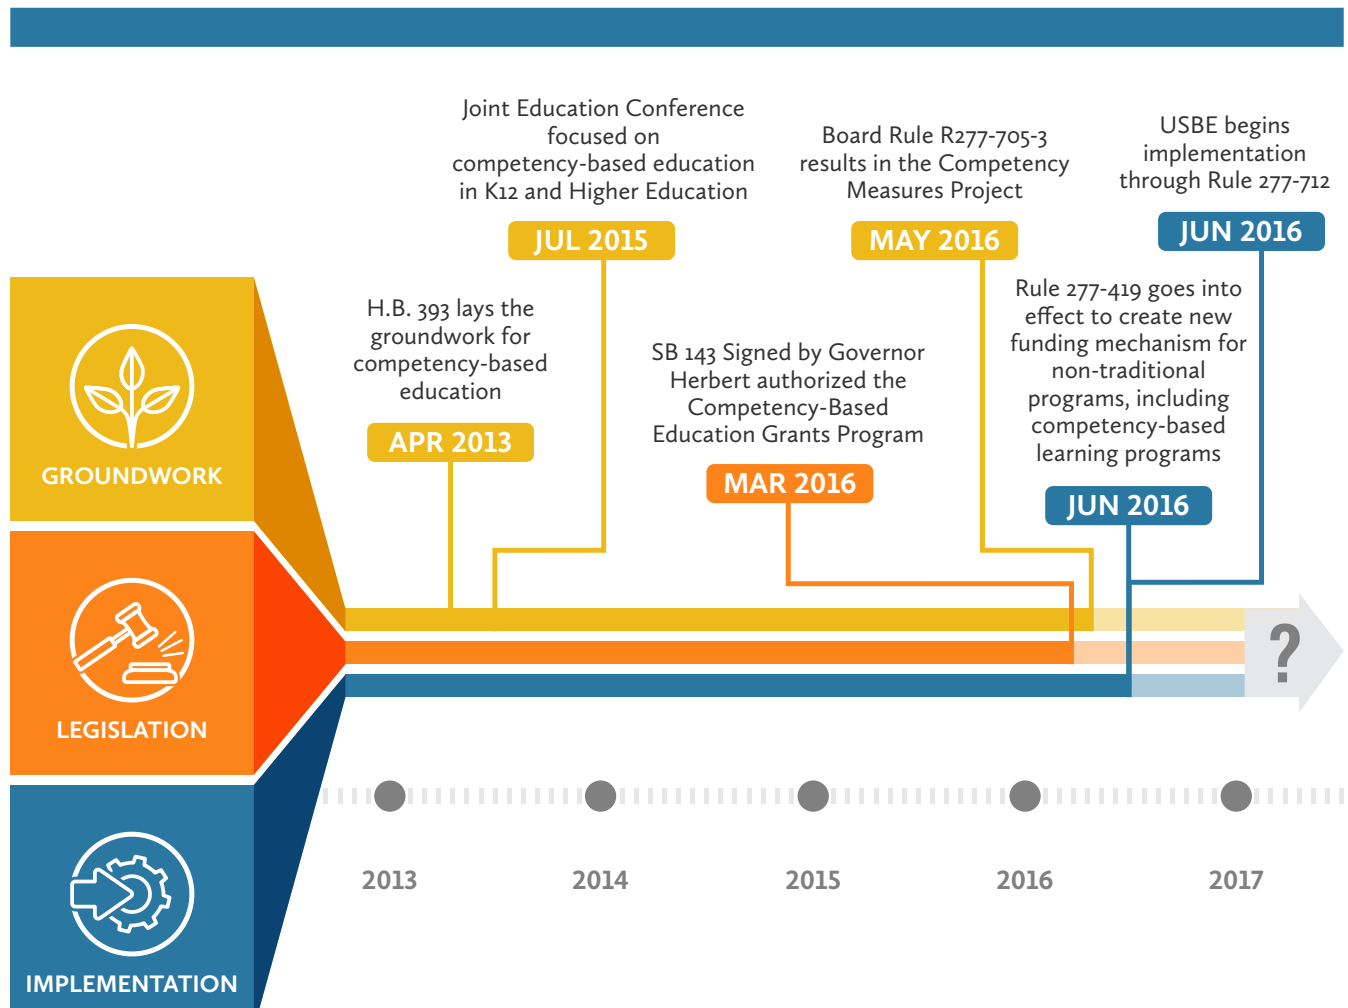 Joint Education Conference
focused on
competency-based education
in K12 and Higher Education
JUL 2015
Board Rule R277-705-3
results in the Competency
Measures Project
MAY 2016
USBE begins
implementation
through Rule 277-712
JUN 2016
H.B. 393 lays the
groundwork for
competency-based
education
APR 2013
SB 143 Signed by Governor
Herbert authorized the
Competency-Based
Education Grants Program
MAR 2016
Rule 277-419 goes into
effect to create new
funding mechanism for
non-traditional
programs, including
competency-based
learning programs
JUN 2016
GROUNDWORK
LEGISLATION
IMPLEMENTATION
?
2013
2014
2015
2016
2017